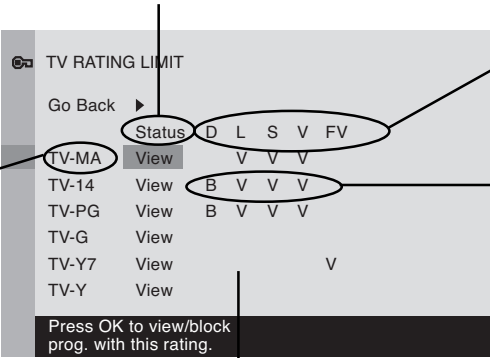 TV RATING LIMIT
Go Back
Status D L S V FV
TV-MA View V V V
TV-14 View B V V V
TV-PG View B V V V
TV-G View
TV-Y7 View V
TV-Y View
Press OK to view/block
prog. with this rating.